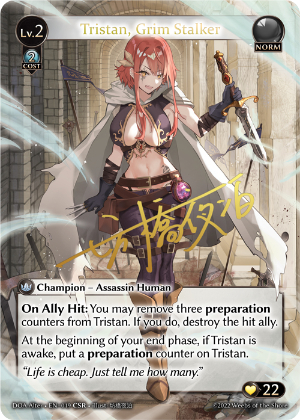 Lv.2
Tristan, Grim Stalker
NORM
2
COST
Champion – Assassin Human
On Ally Hit: You may remove three preparation
counters from Tristan. If you do, destroy the hit ally.
At the beginning of your end phase, if Tristan is
awake, put a preparation counter on Tristan.
“Life is cheap. Just tell me how many.”
22
©2022 Weebs of the Shore